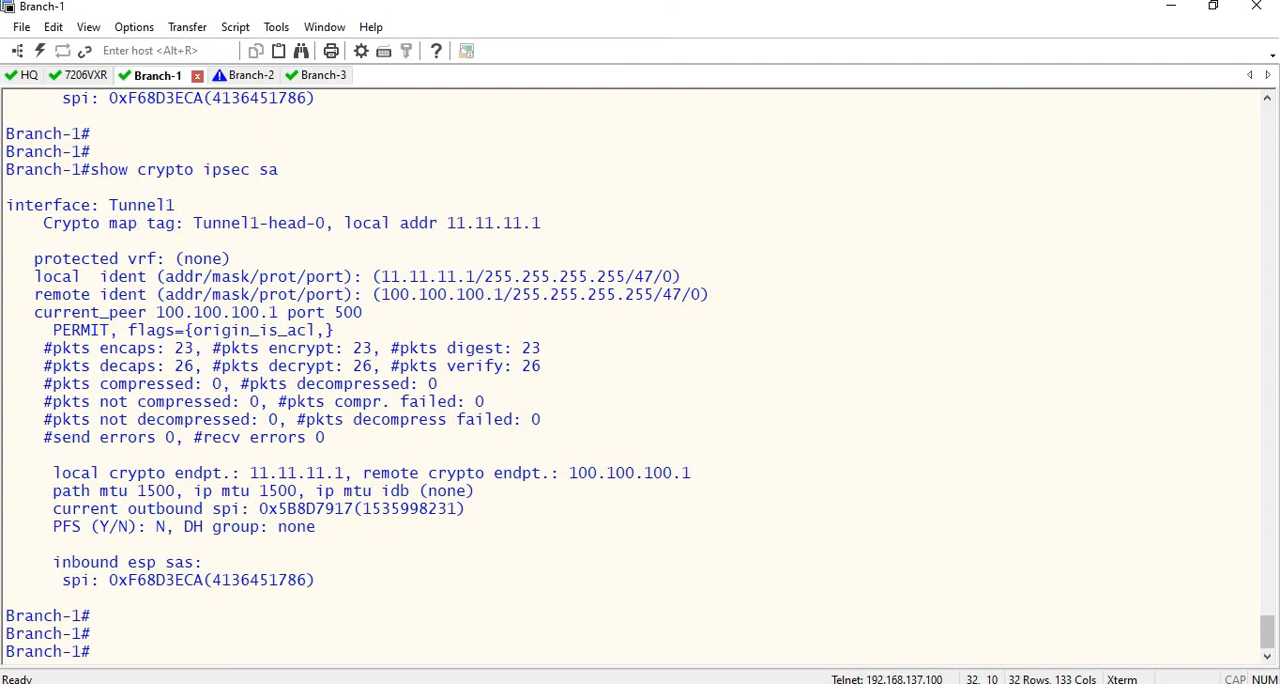 Branch-1
File Edit View Options Transfer Script Tools Window Help
Enter host <Alt+R>
HQ 7206VXR Branch-1 x Branch-2 Branch-3
spi: 0xF68D3ECA(4136451786)
Branch-1#
Branch-1#
Branch-1#show crypto ipsec sa
interface: Tunnel1
Crypto map tag: Tunnel1-head-0, local addr 11.11.11.1
protected vrf: (none)
local  ident (addr/mask/prot/port): (11.11.11.1/255.255.255.255/47/0)
remote ident (addr/mask/prot/port): (100.100.100.1/255.255.255.255/47/0)
current_peer 100.100.100.1 port 500
PERMIT, flags={origin_is_acl,}
#pkts encaps: 23, #pkts encrypt: 23, #pkts digest: 23
#pkts decaps: 26, #pkts decrypt: 26, #pkts verify: 26
#pkts compressed: 0, #pkts decompressed: 0
#pkts not compressed: 0, #pkts compr. failed: 0
#pkts not decompressed: 0, #pkts decompress failed: 0
#send errors 0, #recv errors 0
local crypto endpt.: 11.11.11.1, remote crypto endpt.: 100.100.100.1
path mtu 1500, ip mtu 1500, ip mtu idb (none)
current outbound spi: 0x5B8D7917(1535998231)
PFS (Y/N): N, DH group: none
inbound esp sas:
spi: 0xF68D3ECA(4136451786)
Branch-1#
Branch-1#
Branch-1#
Ready Telnet: 192.168.137.100 32, 10 32 Rows, 133 Cols Xterm CAP NUM